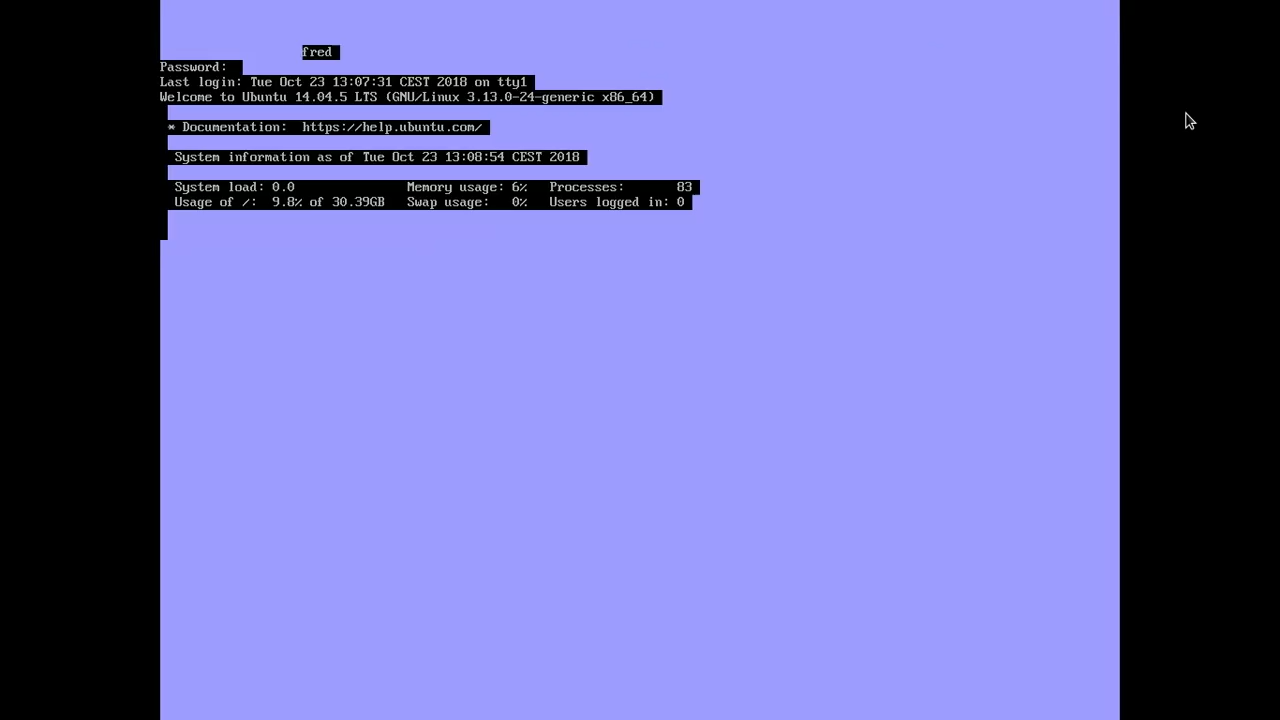 fred
Password:
Last login: Tue Oct 23 13:07:31 CEST 2018 on tty1
Welcome to Ubuntu 14.04.5 LTS (GNU/Linux 3.13.0-24-generic x86_64)
* Documentation:  https://help.ubuntu.com/
System information as of Tue Oct 23 13:08:54 CEST 2018
System load: 0.0               Memory usage: 6%   Processes:       83
Usage of /:  9.8% of 30.39GB   Swap usage:   0%   Users logged in: 0